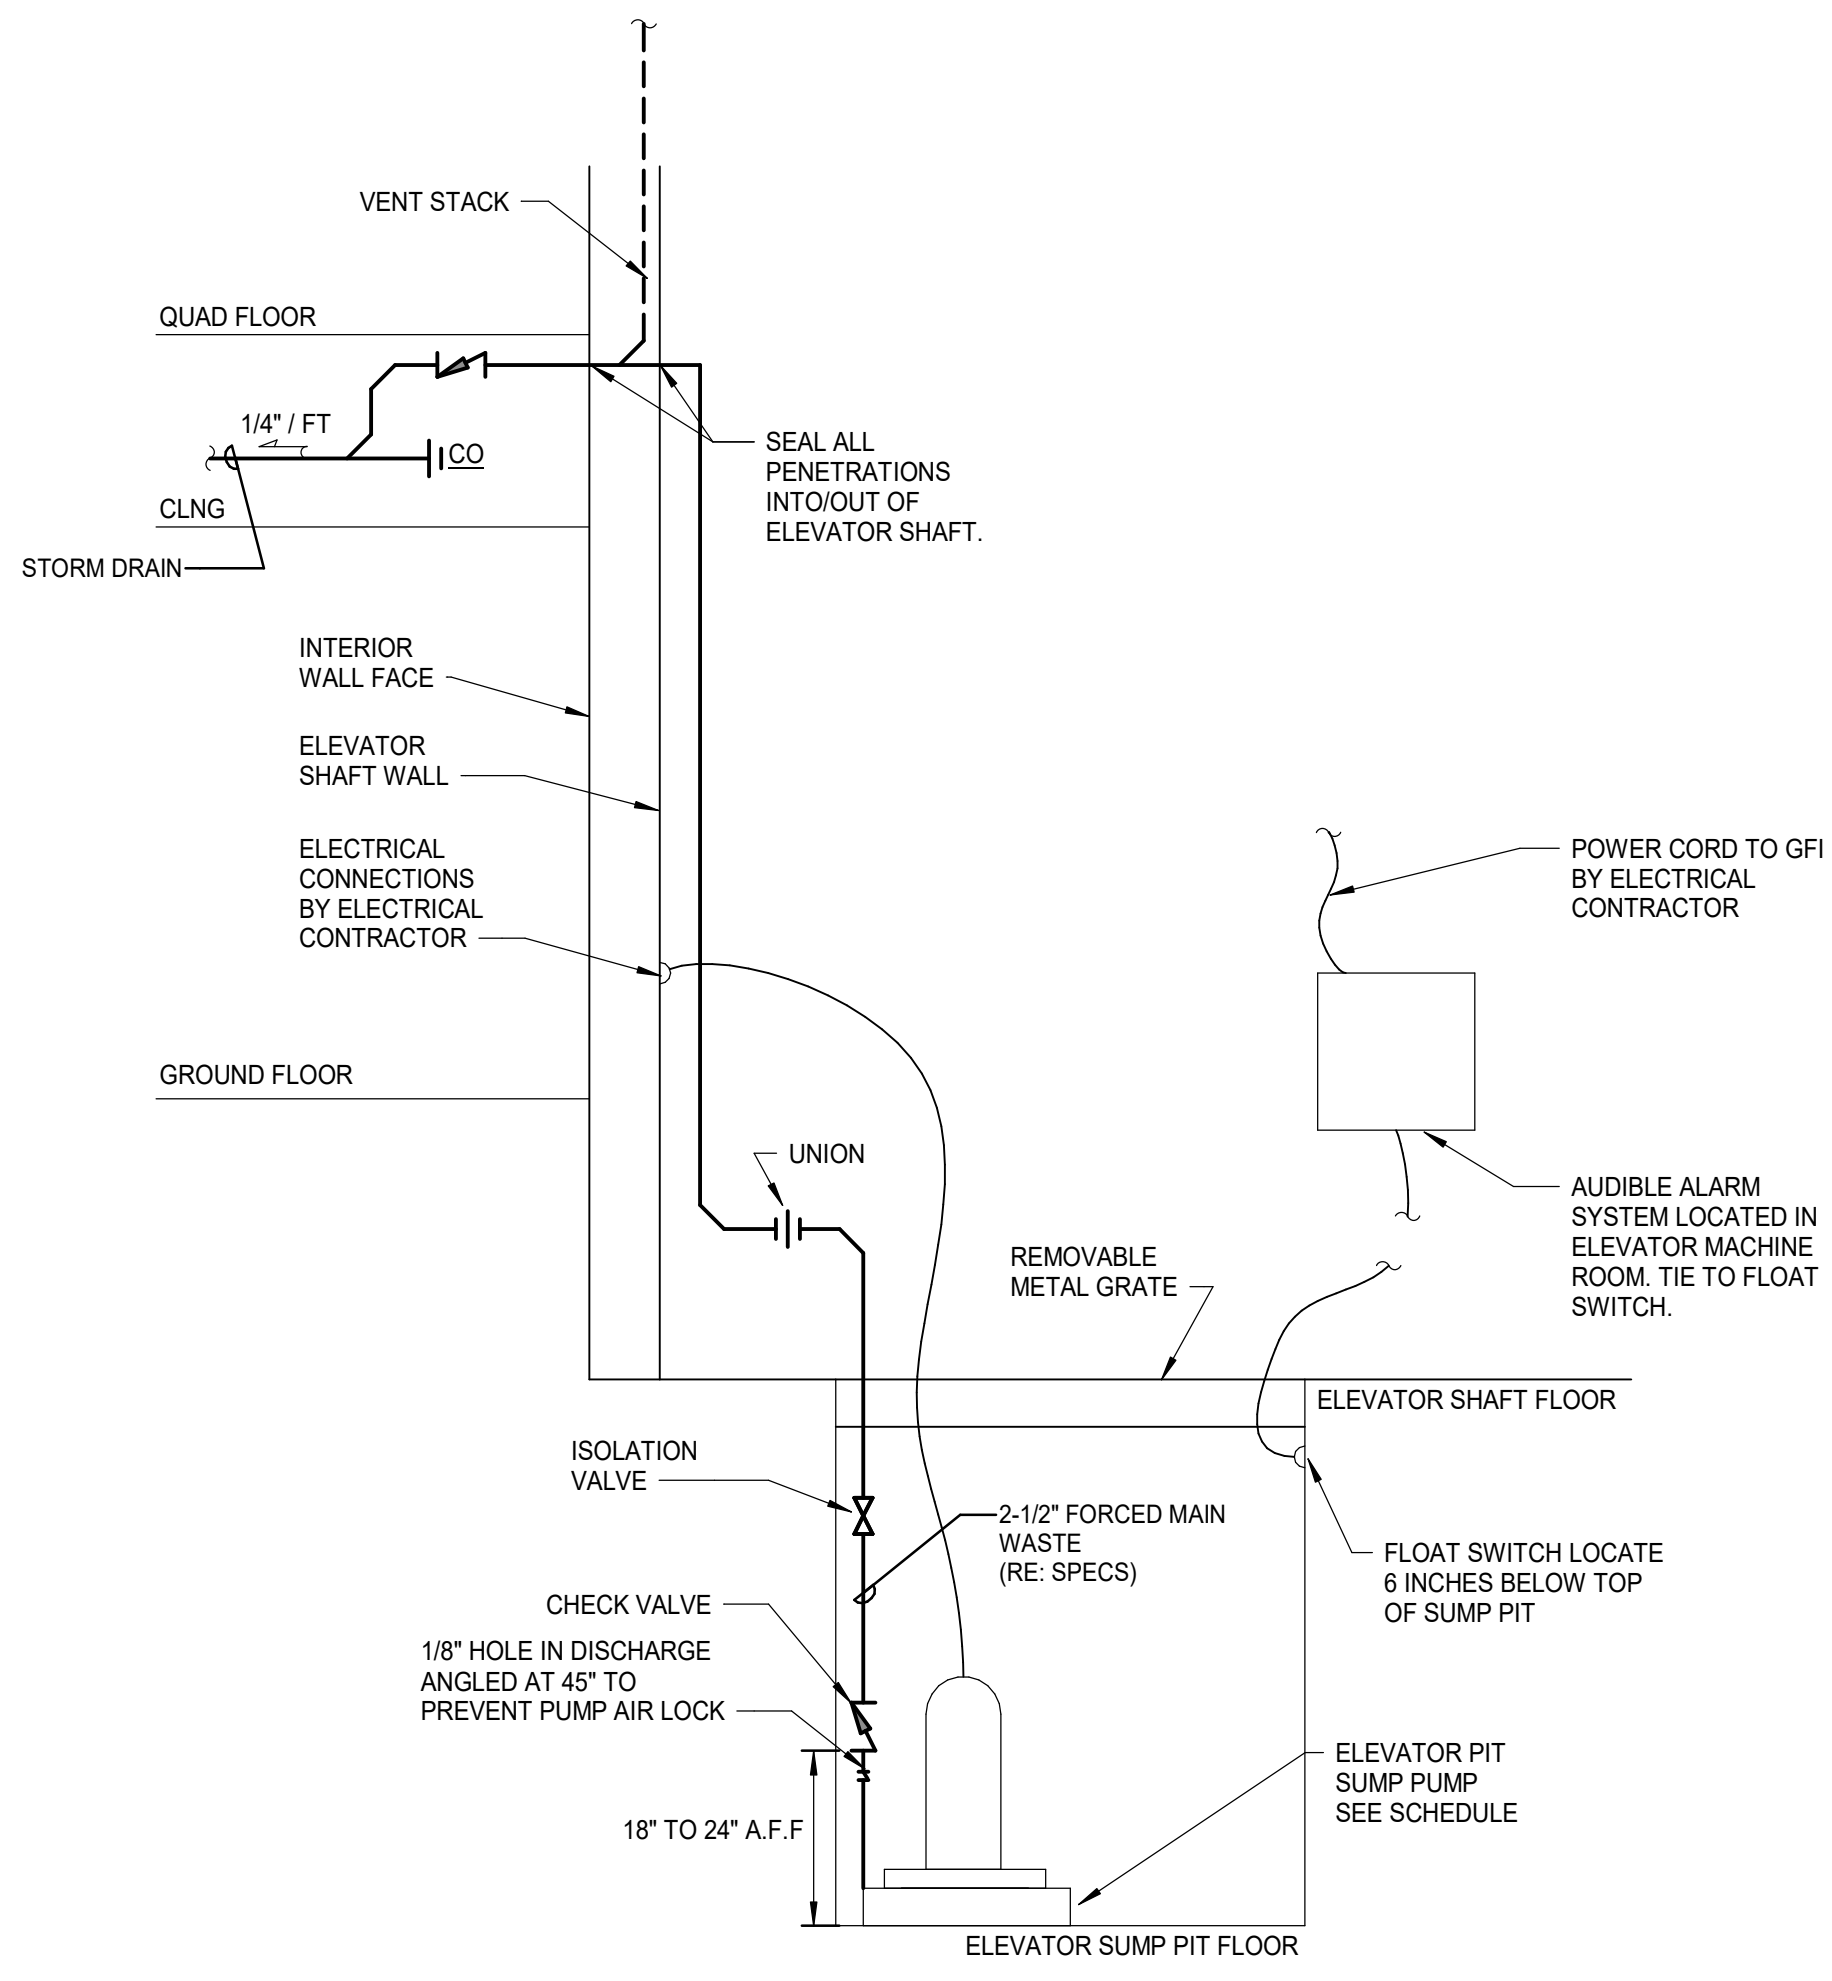 VENT STACK
QUAD FLOOR
1/4" / FT
CO
CLNG
STORM DRAIN
SEAL ALL
PENETRATIONS
INTO/OUT OF
ELEVATOR SHAFT.
INTERIOR
WALL FACE
ELEVATOR
SHAFT WALL
ELECTRICAL
CONNECTIONS
BY ELECTRICAL
CONTRACTOR
POWER CORD TO GFI
BY ELECTRICAL
CONTRACTOR
GROUND FLOOR
UNION
AUDIBLE ALARM
SYSTEM LOCATED IN
ELEVATOR MACHINE
ROOM. TIE TO FLOAT
SWITCH.
REMOVABLE
METAL GRATE
ELEVATOR SHAFT FLOOR
ISOLATION
VALVE
2-1/2" FORCED MAIN
WASTE
(RE: SPECS)
FLOAT SWITCH LOCATE
6 INCHES BELOW TOP
OF SUMP PIT
CHECK VALVE
1/8" HOLE IN DISCHARGE
ANGLED AT 45" TO
PREVENT PUMP AIR LOCK
ELEVATOR PIT
SUMP PUMP
SEE SCHEDULE
18" TO 24" A.F.F
ELEVATOR SUMP PIT FLOOR